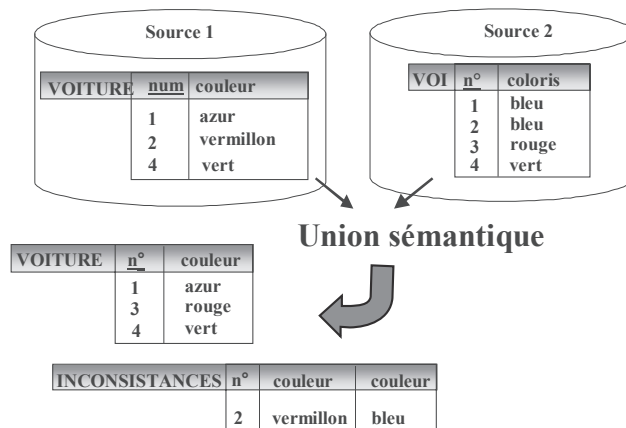 Source 1
Source 2
VOITURE num couleur
1 azur
2 vermillon
4 vert
VOI n° coloris
1 bleu
2 bleu
3 rouge
4 vert
Union sémantique
VOITURE n° couleur
1 azur
3 rouge
4 vert
INCONSISTANCES n° couleur couleur
2 vermillon bleu